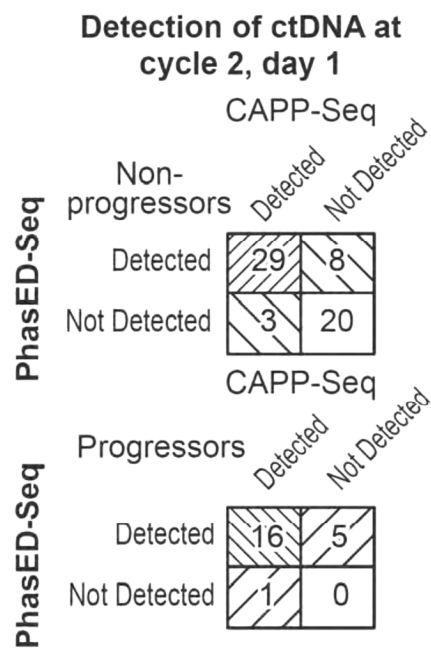 Detection of ctDNA at
cycle 2, day 1
CAPP-Seq
Non-
progressors
Detected
Not Detected
PhasED-Seq
Detected
29
8
Not Detected
3
20
CAPP-Seq
Progressors
Detected
Not Detected
PhasED-Seq
Detected
16
5
Not Detected
1
0